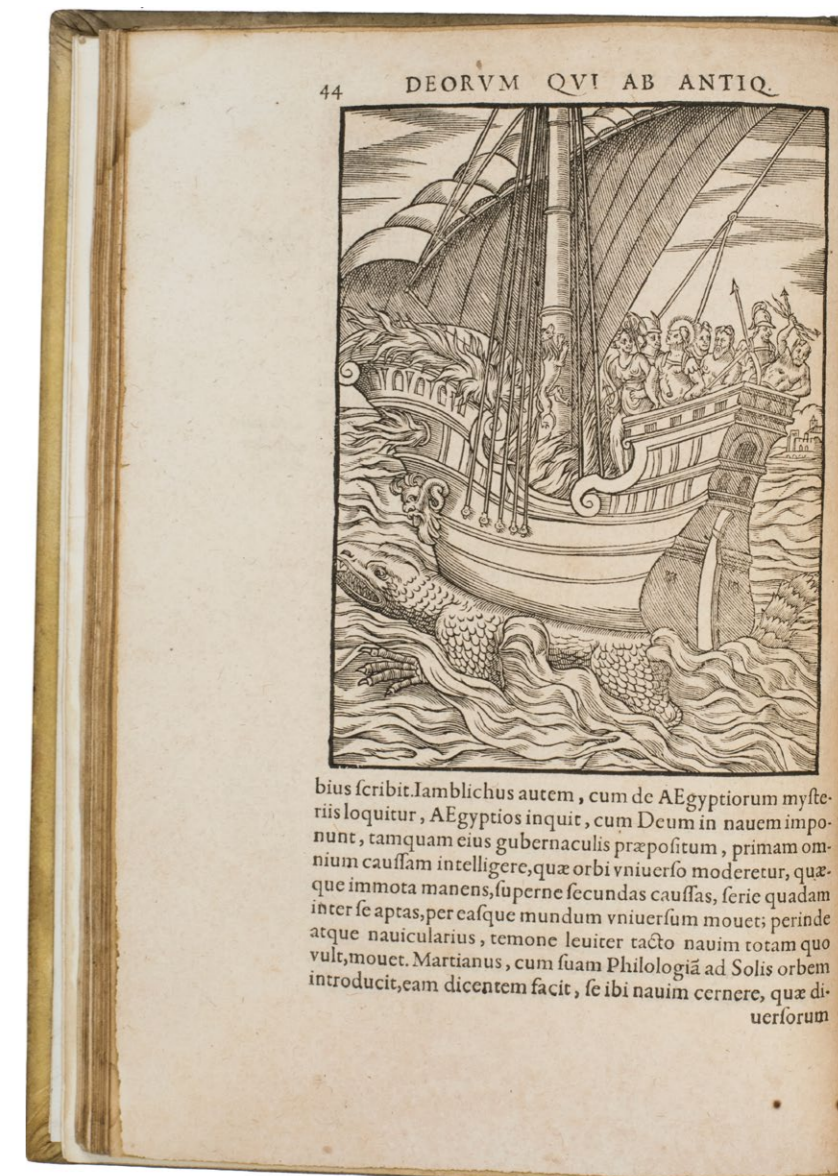 44 DEORVM QVI AB ANTIQ.
bius ſcribit.Iamblichus autem , cum de AEgyptiorum myſte-
riis loquitur , AEgyptios inquit , cum Deum in nauem impo-
nunt , tamquam eius gubernaculis præpoſitum , primam om-
nium cauſſam intelligere,quæ orbi vniuerſo moderetur, quæ-
que immota manens,ſuperne ſecundas cauſſas, ſerie quadam
inter ſe aptas,per eaſque mundum vniuerſum mouet; perinde
atque nauicularius , temone leuiter tacto nauim totam quo
vult,mouet. Martianus , cum ſuam Philologiã ad Solis orbem
introducit,eam dicentem facit , ſe ibi nauim cernere, quæ di-
uerſorum